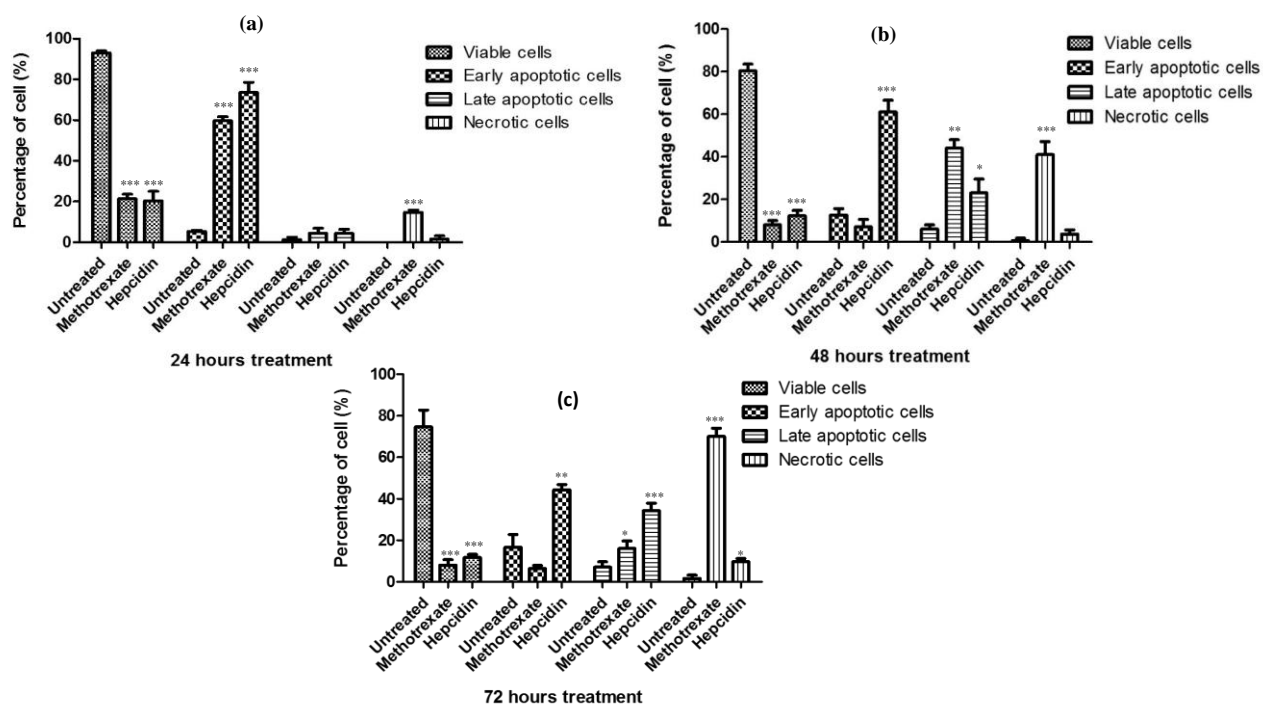 (a)
Percentage of cell (%)
100
80
60
40
20
0
*** ***
***
***
***
Viable cells
Early apoptotic cells
Late apoptotic cells
Necrotic cells
Untreated
Methotrexate
Hepcidin
Untreated
Methotrexate
Hepcidin
Untreated
Methotrexate
Hepcidin
Untreated
Methotrexate
Hepcidin
24 hours treatment
(b)
Percentage of cell (%)
100
80
60
40
20
0
*** ***
***
**
*
***
Viable cells
Early apoptotic cells
Late apoptotic cells
Necrotic cells
Untreated
Methotrexate
Hepcidin
Untreated
Methotrexate
Hepcidin
Untreated
Methotrexate
Hepcidin
Untreated
Methotrexate
Hepcidin
48 hours treatment
(c)
Percentage of cell (%)
100
80
60
40
20
0
*** ***
**
*
***
***
*
Viable cells
Early apoptotic cells
Late apoptotic cells
Necrotic cells
Untreated
Methotrexate
Hepcidin
Untreated
Methotrexate
Hepcidin
Untreated
Methotrexate
Hepcidin
Untreated
Methotrexate
Hepcidin
72 hours treatment